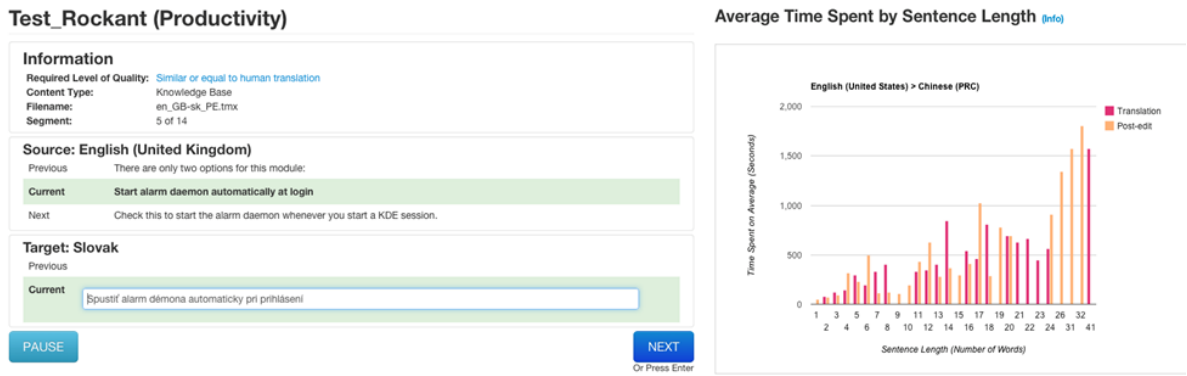 Test_Rockant (Productivity)
Information
Required Level of Quality: Similar or equal to human translation
Content Type: Knowledge Base
Filename: en_GB-sk_PE.tmx
Segment: 5 of 14
Source: English (United Kingdom)
Previous There are only two options for this module:
Current Start alarm daemon automatically at login
Next Check this to start the alarm daemon whenever you start a KDE session.
Target: Slovak
Previous
Current Spustiť alarm démona automaticky pri prihlásení
PAUSE
NEXT
Or Press Enter
Average Time Spent by Sentence Length (Info)
English (United States) > Chinese (PRC)
Time Spent on Average (Seconds)
2,000
1,500
1,000
500
0
1 3 5 7 9 11 13 15 17 19 21 23 26 32
2 4 6 8 10 12 14 16 18 20 22 24 31 41
Sentence Length (Number of Words)
Translation
Post-edit